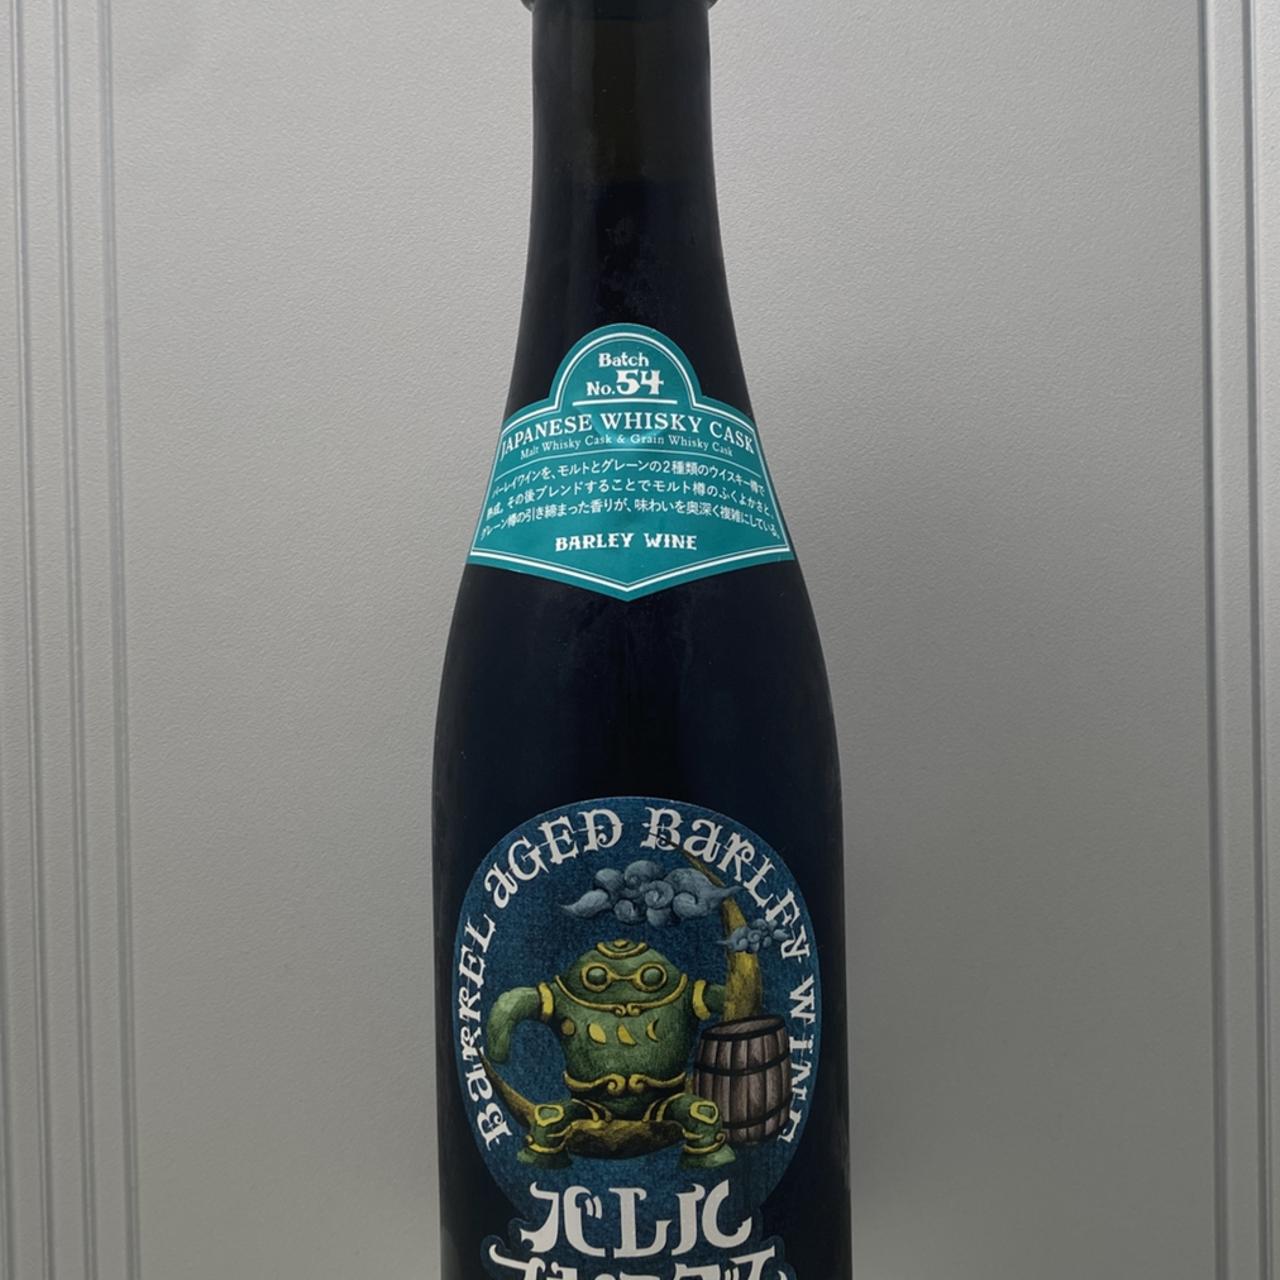 Batch
No.54
JAPANESE WHISKY CASK
Malt Whisky Cask & Grain Whisky Cask
バーレイワインを、モルトとグレーンの2種類のウイスキー樽で
熟成。その後ブレンドすることでモルト樽のふくよかさと、
グレーン樽の引き締まった香りが、味わいを奥深く複雑にしている。
BARLEY WINE
BARREL AGED BARLEY WINE
バレル